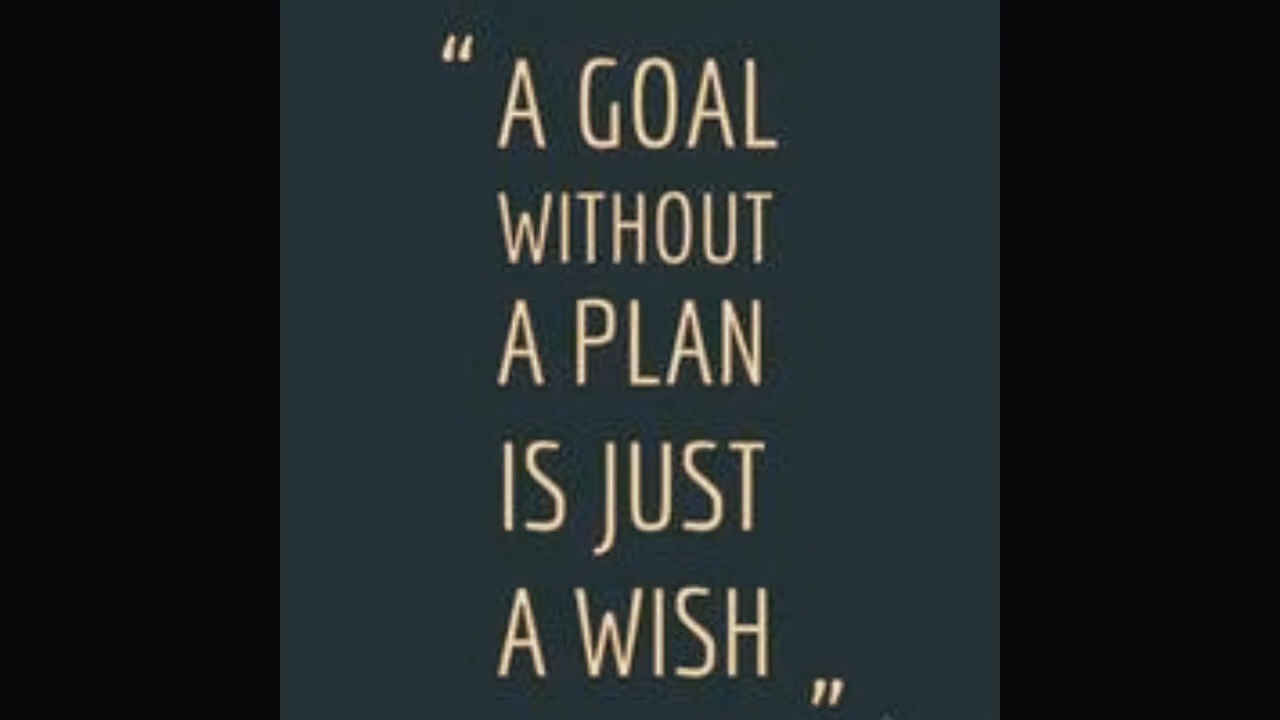 “ A GOAL
WITHOUT
A PLAN
IS JUST
A WISH ”